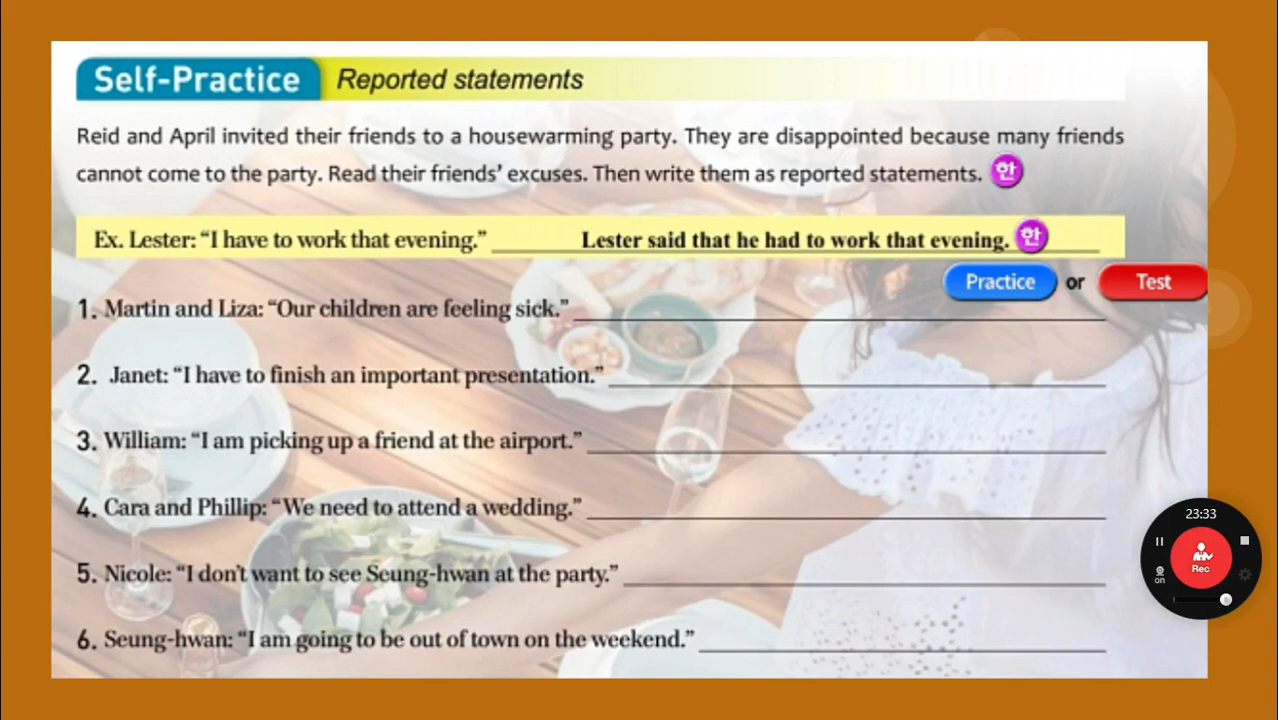 Self-Practice Reported statements
Reid and April invited their friends to a housewarming party. They are disappointed because many friends
cannot come to the party. Read their friends’ excuses. Then write them as reported statements. 한
Ex. Lester: “I have to work that evening.” Lester said that he had to work that evening. 한
Practice or Test
1. Martin and Liza: “Our children are feeling sick.”
2. Janet: “I have to finish an important presentation.”
3. William: “I am picking up a friend at the airport.”
4. Cara and Phillip: “We need to attend a wedding.”
5. Nicole: “I don’t want to see Seung-hwan at the party.”
6. Seung-hwan: “I am going to be out of town on the weekend.”
23:33
Rec
on